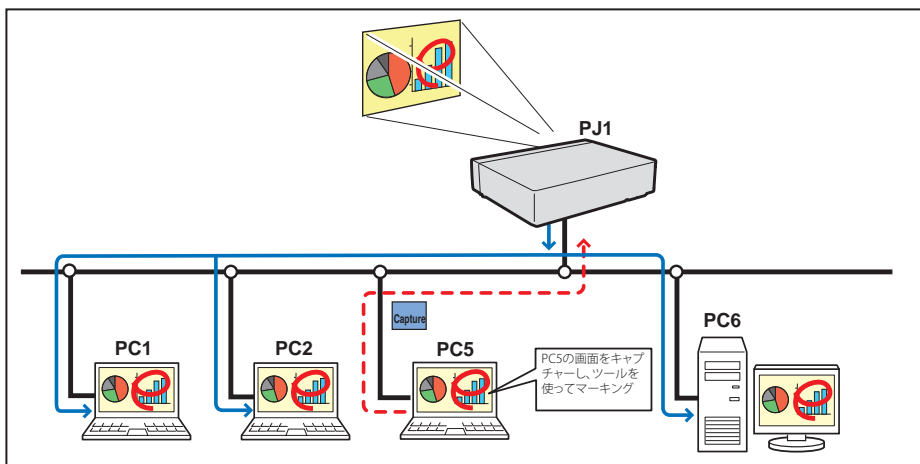 PJ1
Capture
PC6
PC1
PC2
PC5
PC5の画面をキャプ
チャーし、ツールを
使ってマーキング